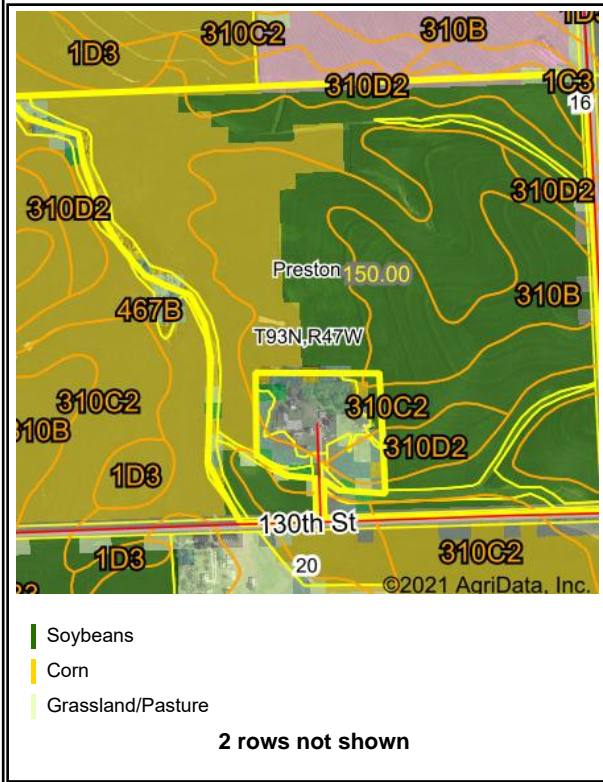 1D3
310C2
310B
310D2
1C3
16
310D2
310D2
Preston 150.00
310B
467B
T93N,R47W
310C2
310C2
310B
310D2
1D3
130th St
1D3
310C2
20
©2021 AgriData, Inc.
Soybeans
Corn
Grassland/Pasture
2 rows not shown